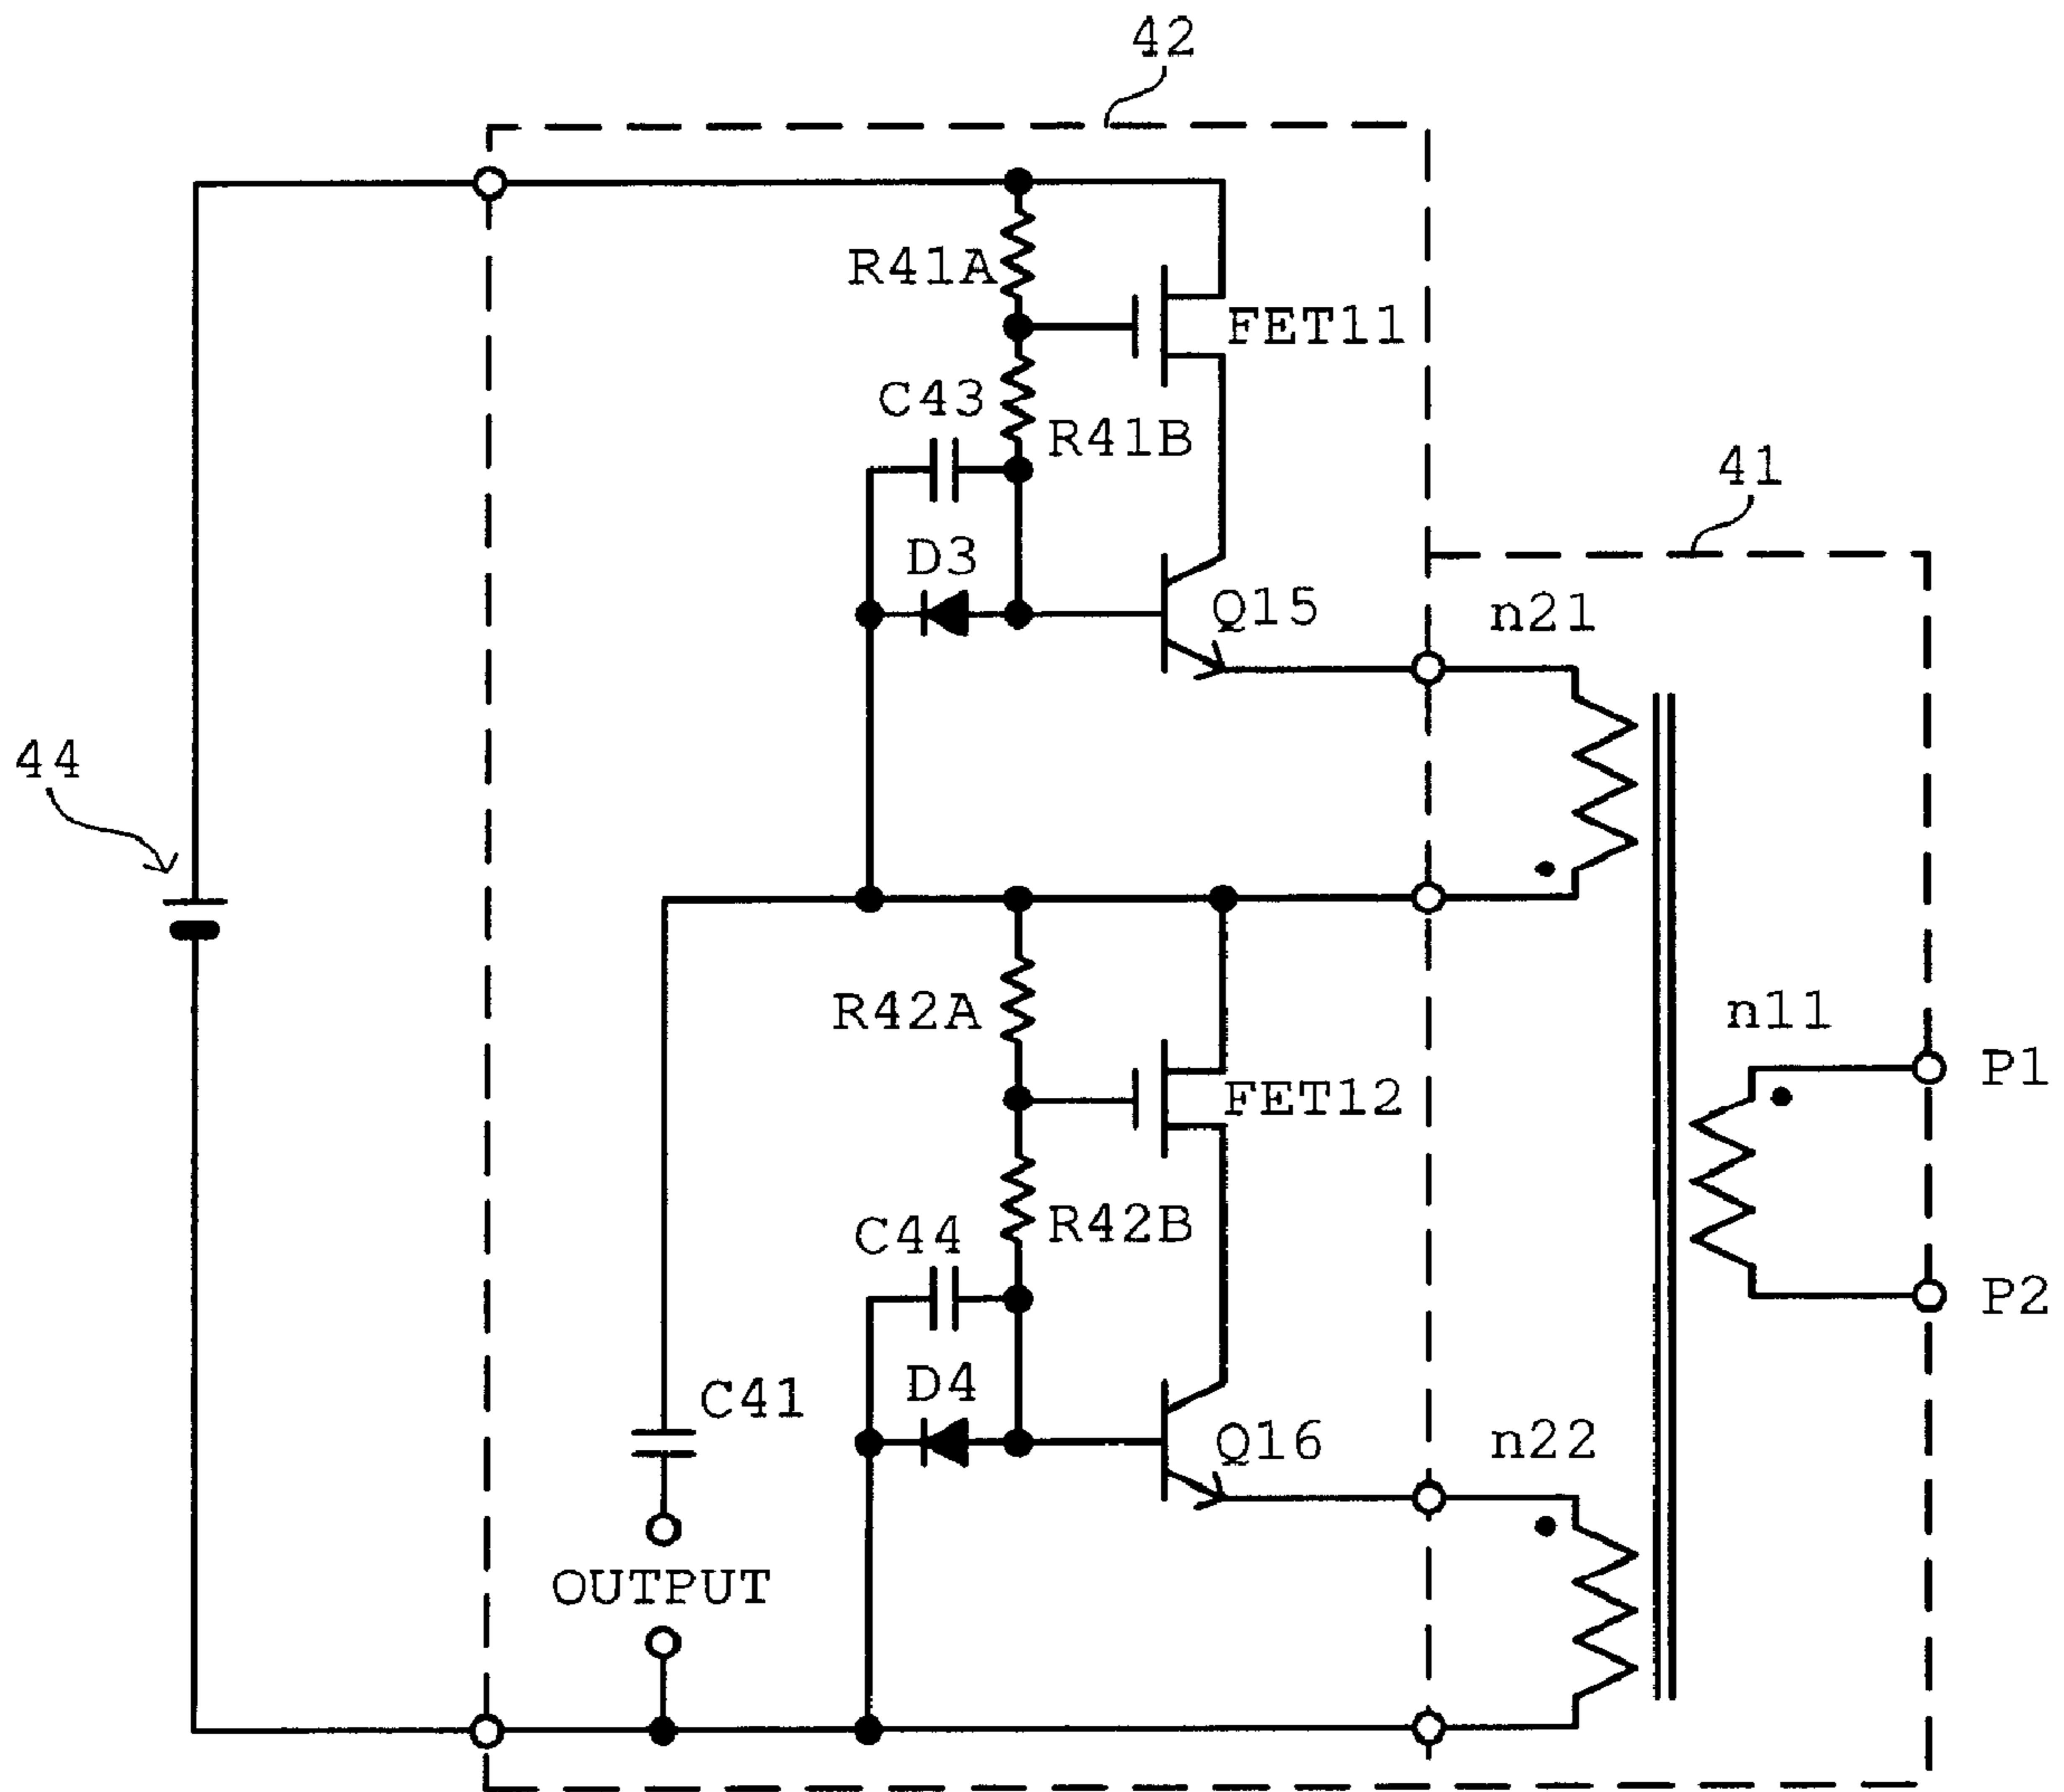 42
R41A
FET11
C43
R41B
41
D3
Q15
n21
44
R42A
n11
FET12
P1
C44
R42B
P2
D4
C41
Q16
n22
OUTPUT